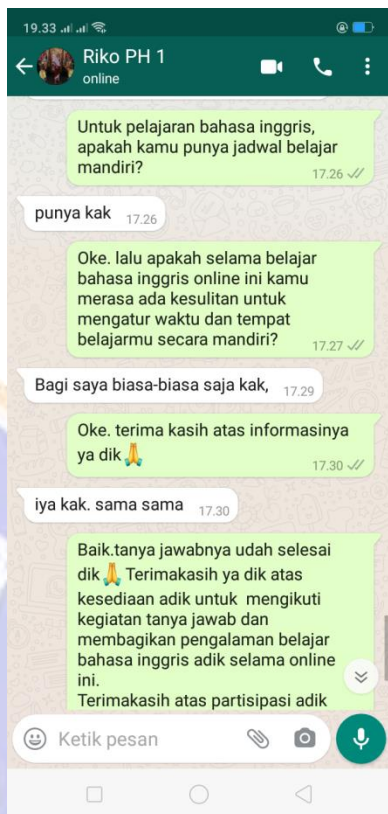 19.33
Riko PH 1
online
Untuk pelajaran bahasa inggris,
apakah kamu punya jadwal belajar
mandiri?
17.26
punya kak 17.26
Oke. lalu apakah selama belajar
bahasa inggris online ini kamu
merasa ada kesulitan untuk
mengatur waktu dan tempat
belajarmu secara mandiri?
17.27
Bagi saya biasa-biasa saja kak, 17.29
Oke. terima kasih atas informasinya
ya dik🙏
17.30
iya kak. sama sama 17.30
Baik.tanya jawabnya udah selesai
dik🙏 Terimakasih ya dik atas
kesediaan adik untuk mengikuti
kegiatan tanya jawab dan
membagikan pengalaman belajar
bahasa inggris adik selama online
ini.
Terimakasih atas partisipasi adik
Ketik pesan